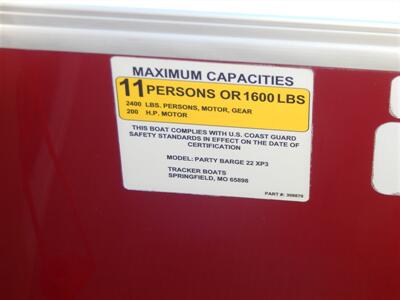 MAXIMUM CAPACITIES
11 PERSONS OR 1600 LBS
2400 LBS. PERSONS, MOTOR, GEAR
200 H.P. MOTOR
THIS BOAT COMPLIES WITH U.S. COAST GUARD
SAFETY STANDARDS IN EFFECT ON THE DATE OF
CERTIFICATION
MODEL: PARTY BARGE 22 XP3
TRACKER BOATS
SPRINGFIELD, MO 65898
PART #: